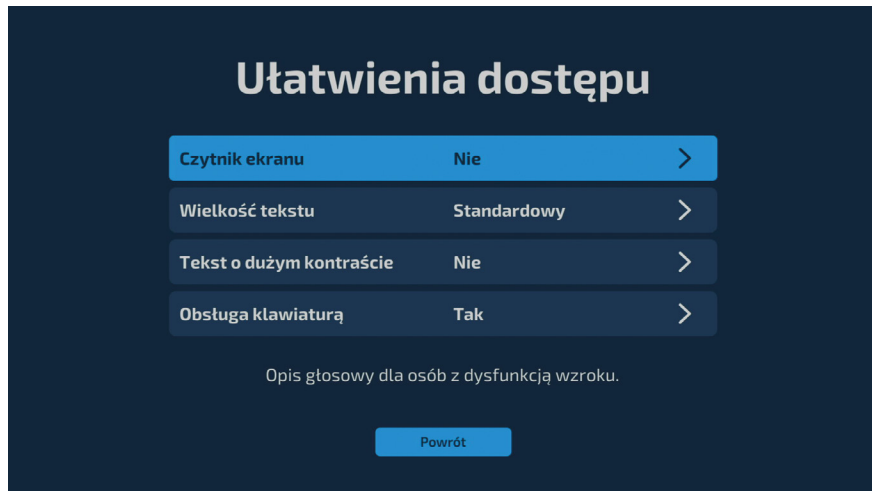 Ułatwienia dostępu
Czytnik ekranu Nie
Wielkość tekstu Standardowy
Tekst o dużym kontraście Nie
Obsługa klawiaturą Tak
Opis głosowy dla osób z dysfunkcją wzroku.
Powrót